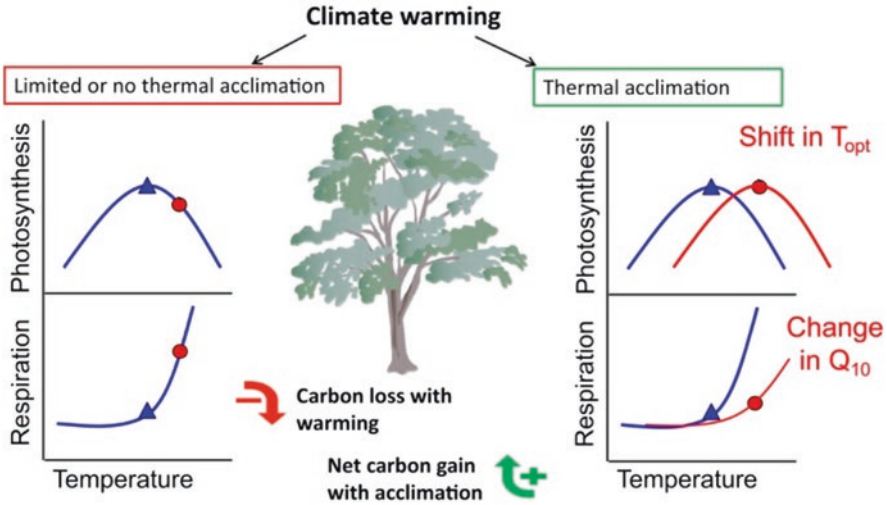 Climate warming
Limited or no thermal acclimation
Photosynthesis
Respiration
Temperature
Carbon loss with
warming
Net carbon gain
with acclimation
Thermal acclimation
Photosynthesis
Shift in Topt
Respiration
Change
in Q10
Temperature